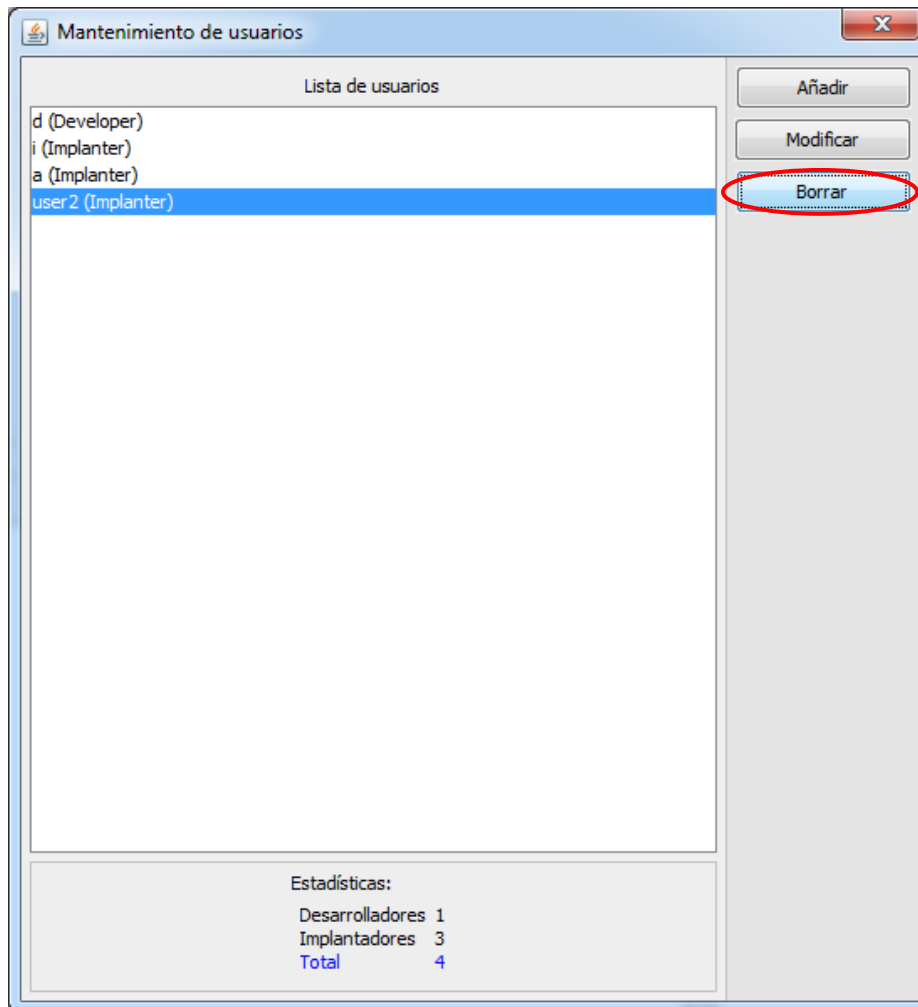 Mantenimiento de usuarios
Lista de usuarios
d (Developer)
i (Implanter)
a (Implanter)
user2 (Implanter)
Añadir
Modificar
Borrar
Estadísticas:
Desarrolladores 1
Implantadores 3
Total 4